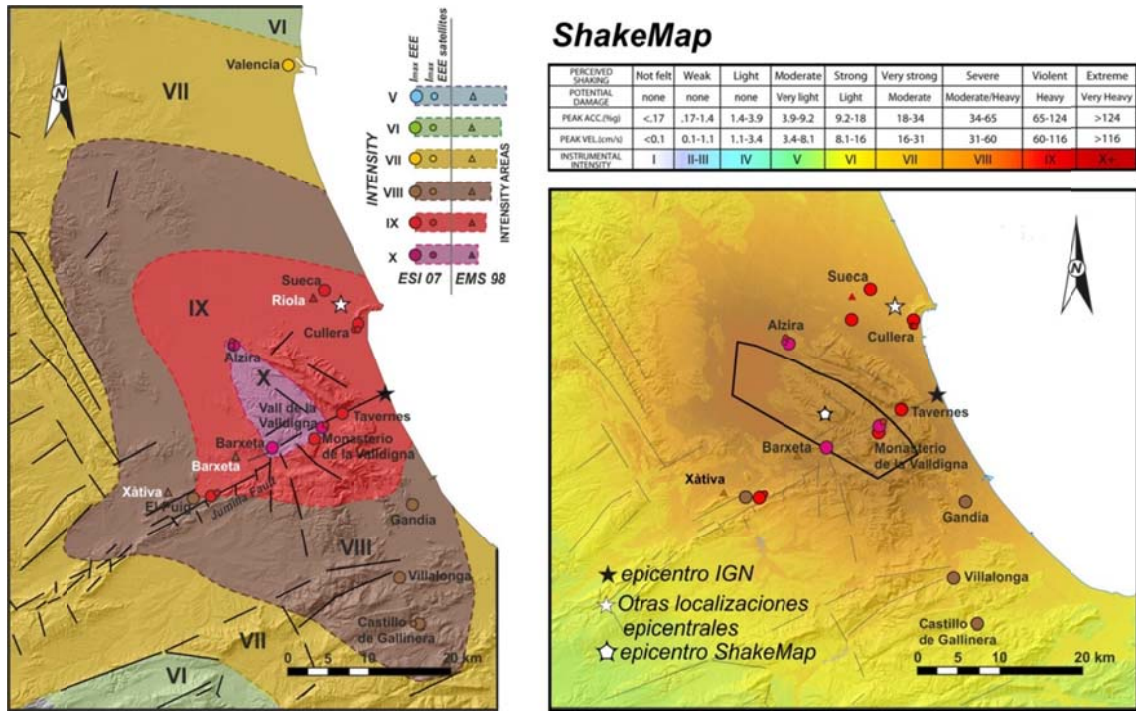 VI
Valencia
VII
N
Imax EEE
Imax
EEE satellites
V
VI
VII
VIII
IX
X
INTENSITY
INTENSITY AREAS
ESI 07
EMS 98
IX
Sueca
Riola
Cullera
Alzira
X
Vall de la
Valldigna
Tavernes
Barxeta
Monasterio
de la Valldigna
Barxeta
Xàtiva
El Puig
Jumilla Fault
Gandía
VIII
Villalonga
Castillo
de Gallinera
VII
VI
0 10 20 km
ShakeMap
PERCEIVED SHAKING Not felt Weak Light Moderate Strong Very strong Severe Violent Extreme
POTENTIAL DAMAGE none none none Very light Light Moderate Moderate/Heavy Heavy Very Heavy
PEAK ACC.(%g) <.17 .17-1.4 1.4-3.9 3.9-9.2 9.2-18 18-34 34-65 65-124 >124
PEAK VEL.(cm/s) <0.1 0.1-1.1 1.1-3.4 3.4-8.1 8.1-16 16-31 31-60 60-116 >116
INSTRUMENTAL INTENSITY I II-III IV V VI VII VIII IX X+
N
Sueca
Alzira
Cullera
Tavernes
Barxeta
Monasterio
de la Valldigna
Xàtiva
Gandía
epicentro IGN
Villalonga
Otras localizaciones
epicentrales
Castillo
de Gallinera
epicentro ShakeMap
0 10 20 km